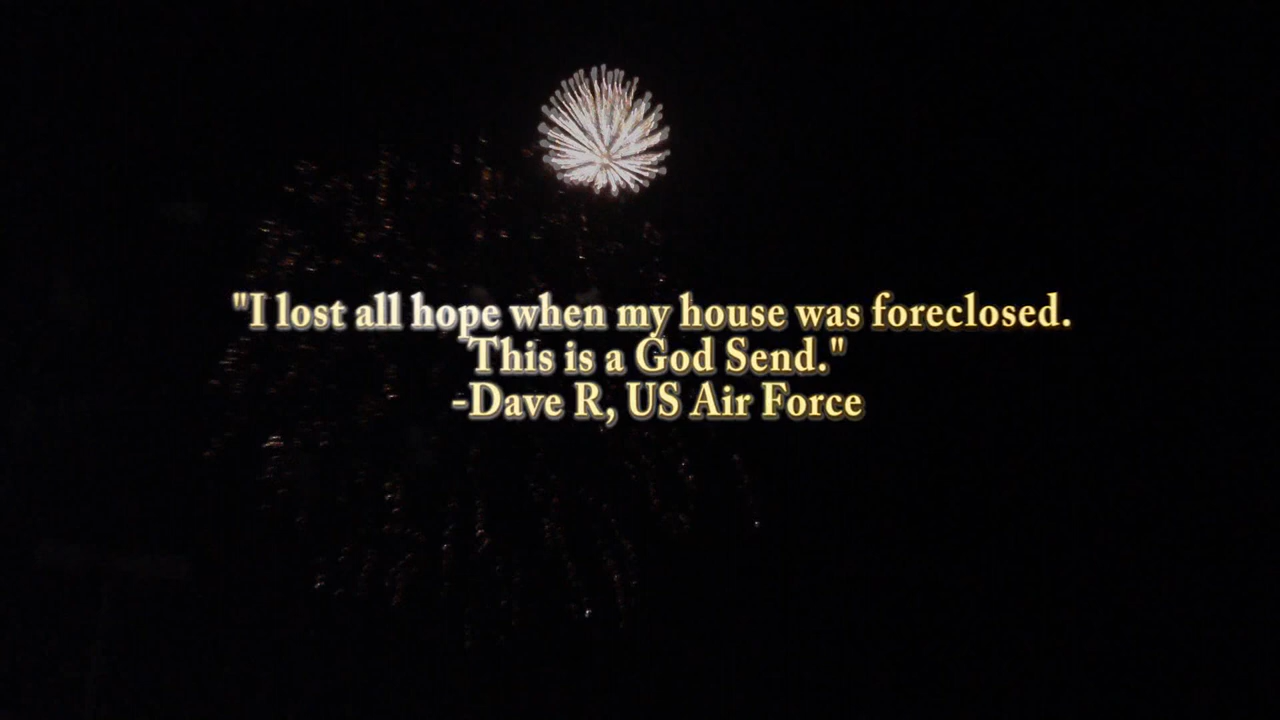 "I lost all hope when my house was foreclosed.
This is a God Send."
-Dave R, US Air Force